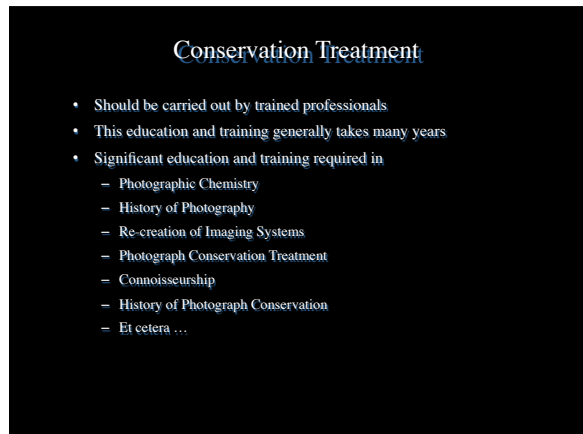 Conservation Treatment
• Should be carried out by trained professionals
• This education and training generally takes many years
• Significant education and training required in
– Photographic Chemistry
– History of Photography
– Re-creation of Imaging Systems
– Photograph Conservation Treatment
– Connoisseurship
– History of Photograph Conservation
– Et cetera …